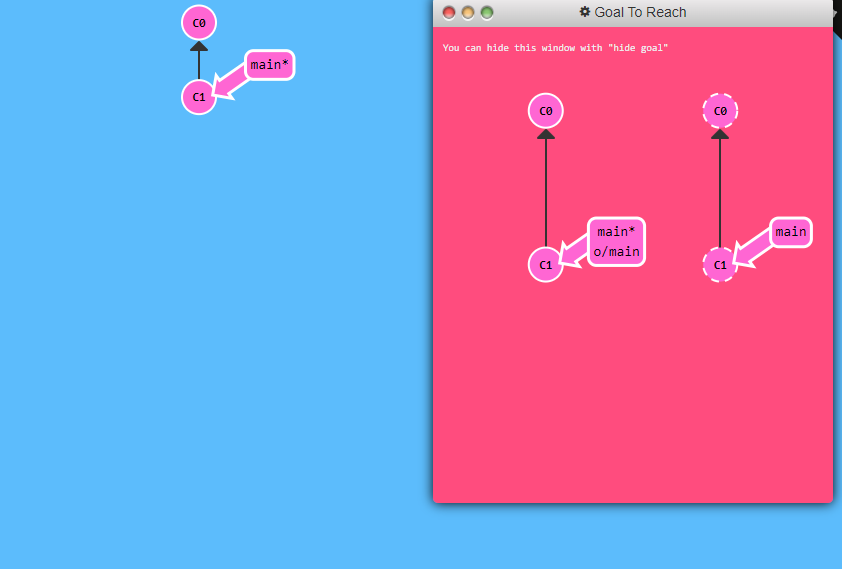 C0
main*
C1
Goal To Reach
You can hide this window with "hide goal"
C0
C0
main*
o/main
C1
main
C1